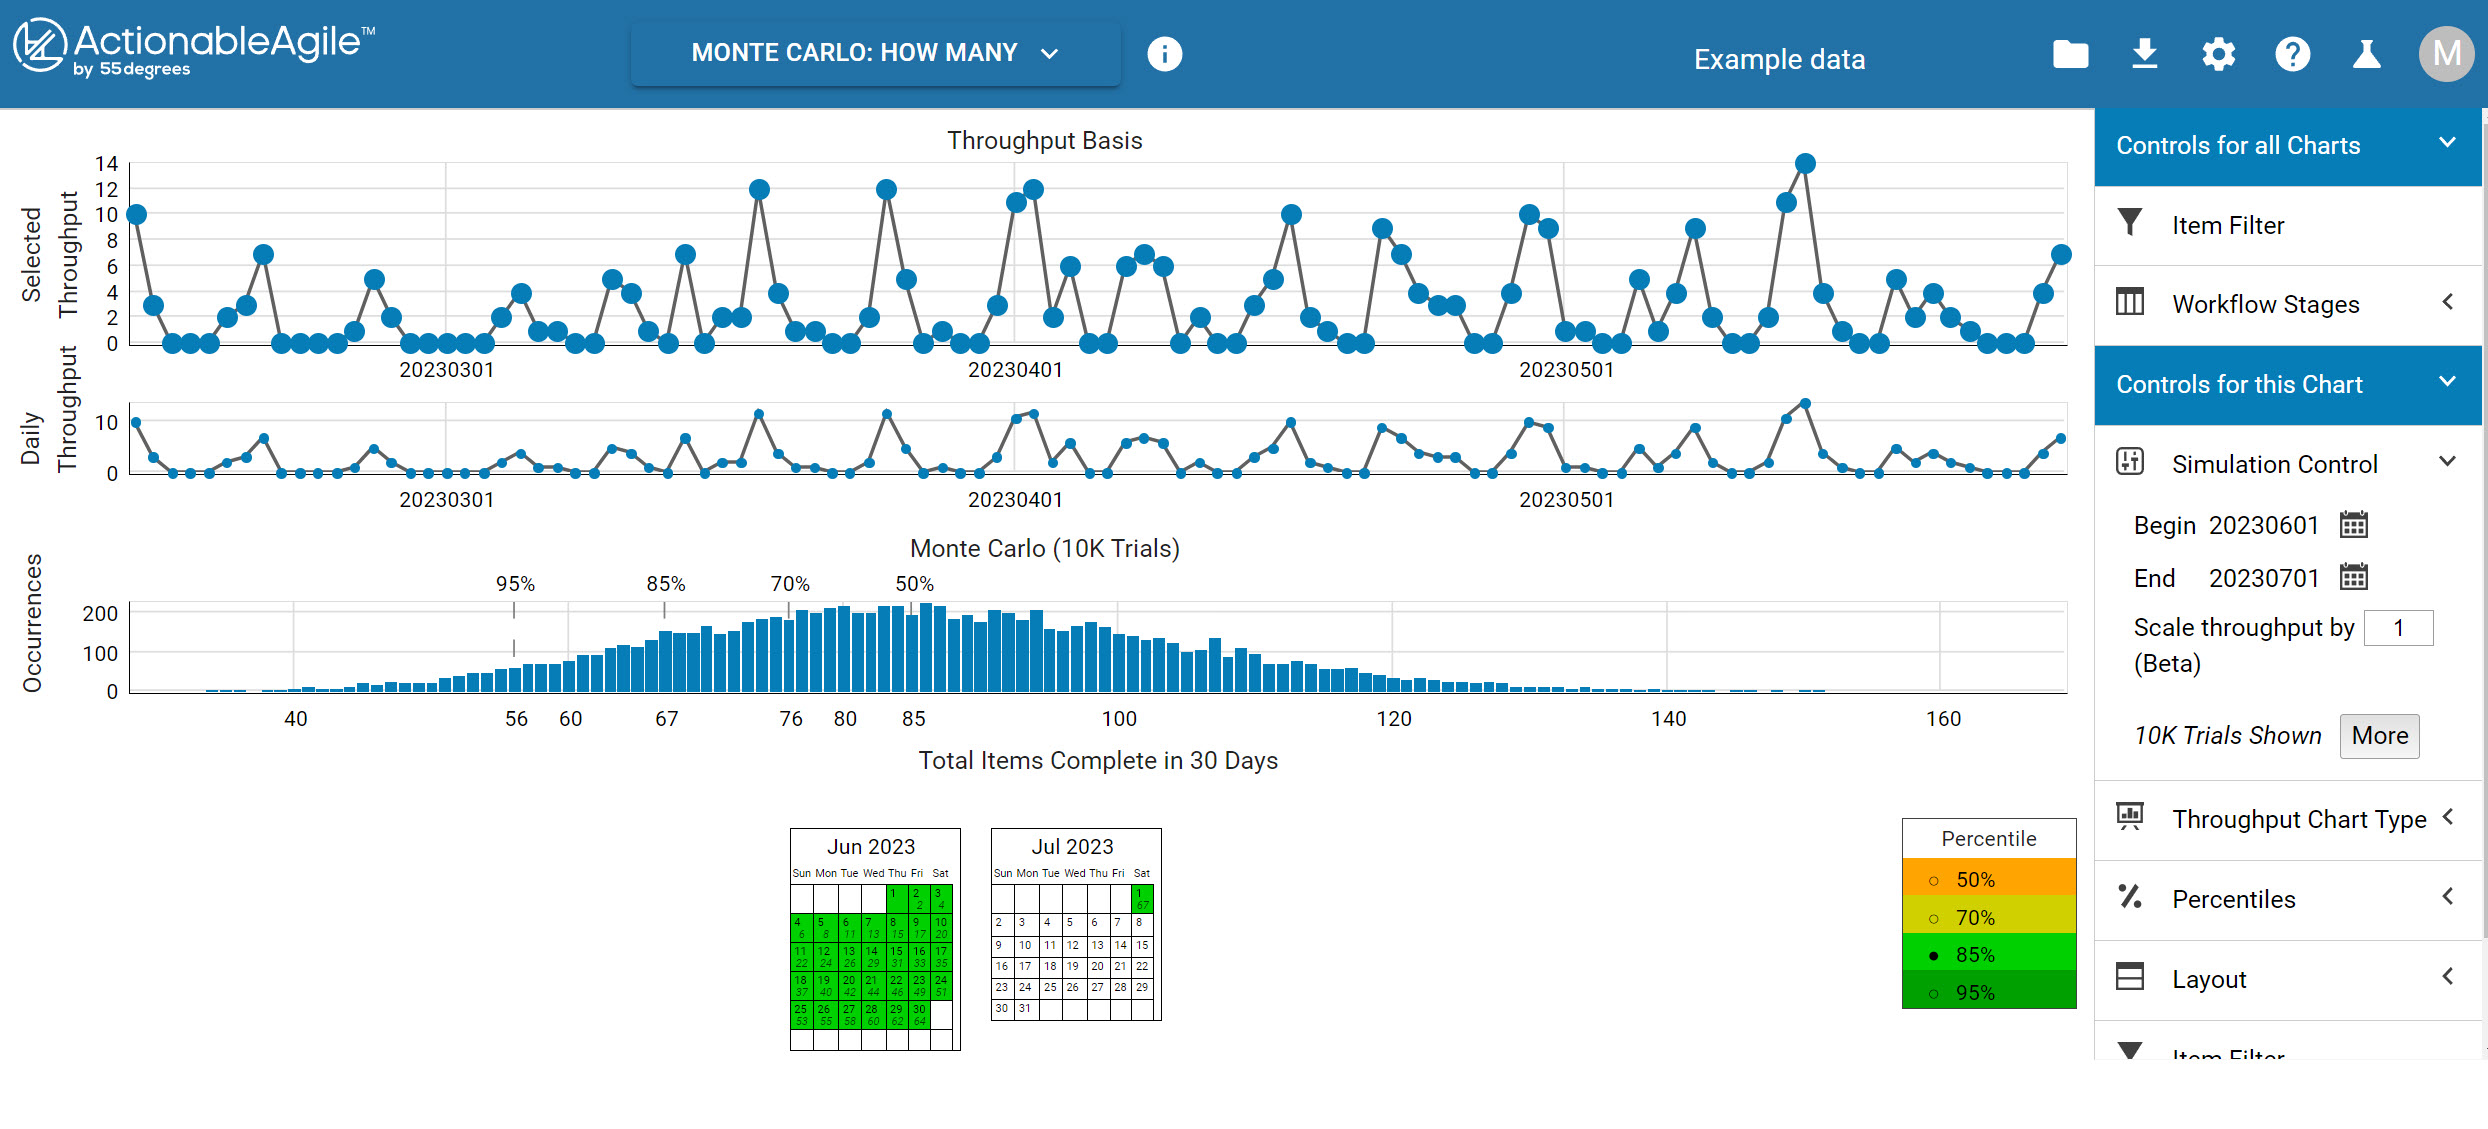 ActionableAgile™
by 55degrees
MONTE CARLO: HOW MANY
i
Example data
?
M
Throughput Basis
Selected
Throughput
14
12
10
8
6
4
2
0
20230301
20230401
20230501
Daily
Throughput
10
0
20230301
20230401
20230501
Monte Carlo (10K Trials)
Occurrences
95%
85%
70%
50%
200
100
0
40
56
60
67
76
80
85
100
120
140
160
Total Items Complete in 30 Days
Jun 2023
Sun Mon Tue Wed Thu Fri Sat
1 2 3
2 4
4 5 6 7 8 9 10
6 8 11 13 15 17 20
11 12 13 14 15 16 17
22 24 26 29 31 33 35
18 19 20 21 22 23 24
37 40 42 44 46 49 51
25 26 27 28 29 30
53 55 58 60 62 64
Jul 2023
Sun Mon Tue Wed Thu Fri Sat
1
67
2 3 4 5 6 7 8
9 10 11 12 13 14 15
16 17 18 19 20 21 22
23 24 25 26 27 28 29
30 31
Percentile
50%
70%
85%
95%
Controls for all Charts
Item Filter
Workflow Stages
Controls for this Chart
Simulation Control
Begin 20230601
End 20230701
Scale throughput by 1
(Beta)
10K Trials Shown More
Throughput Chart Type
Percentiles
Layout
Item Filter